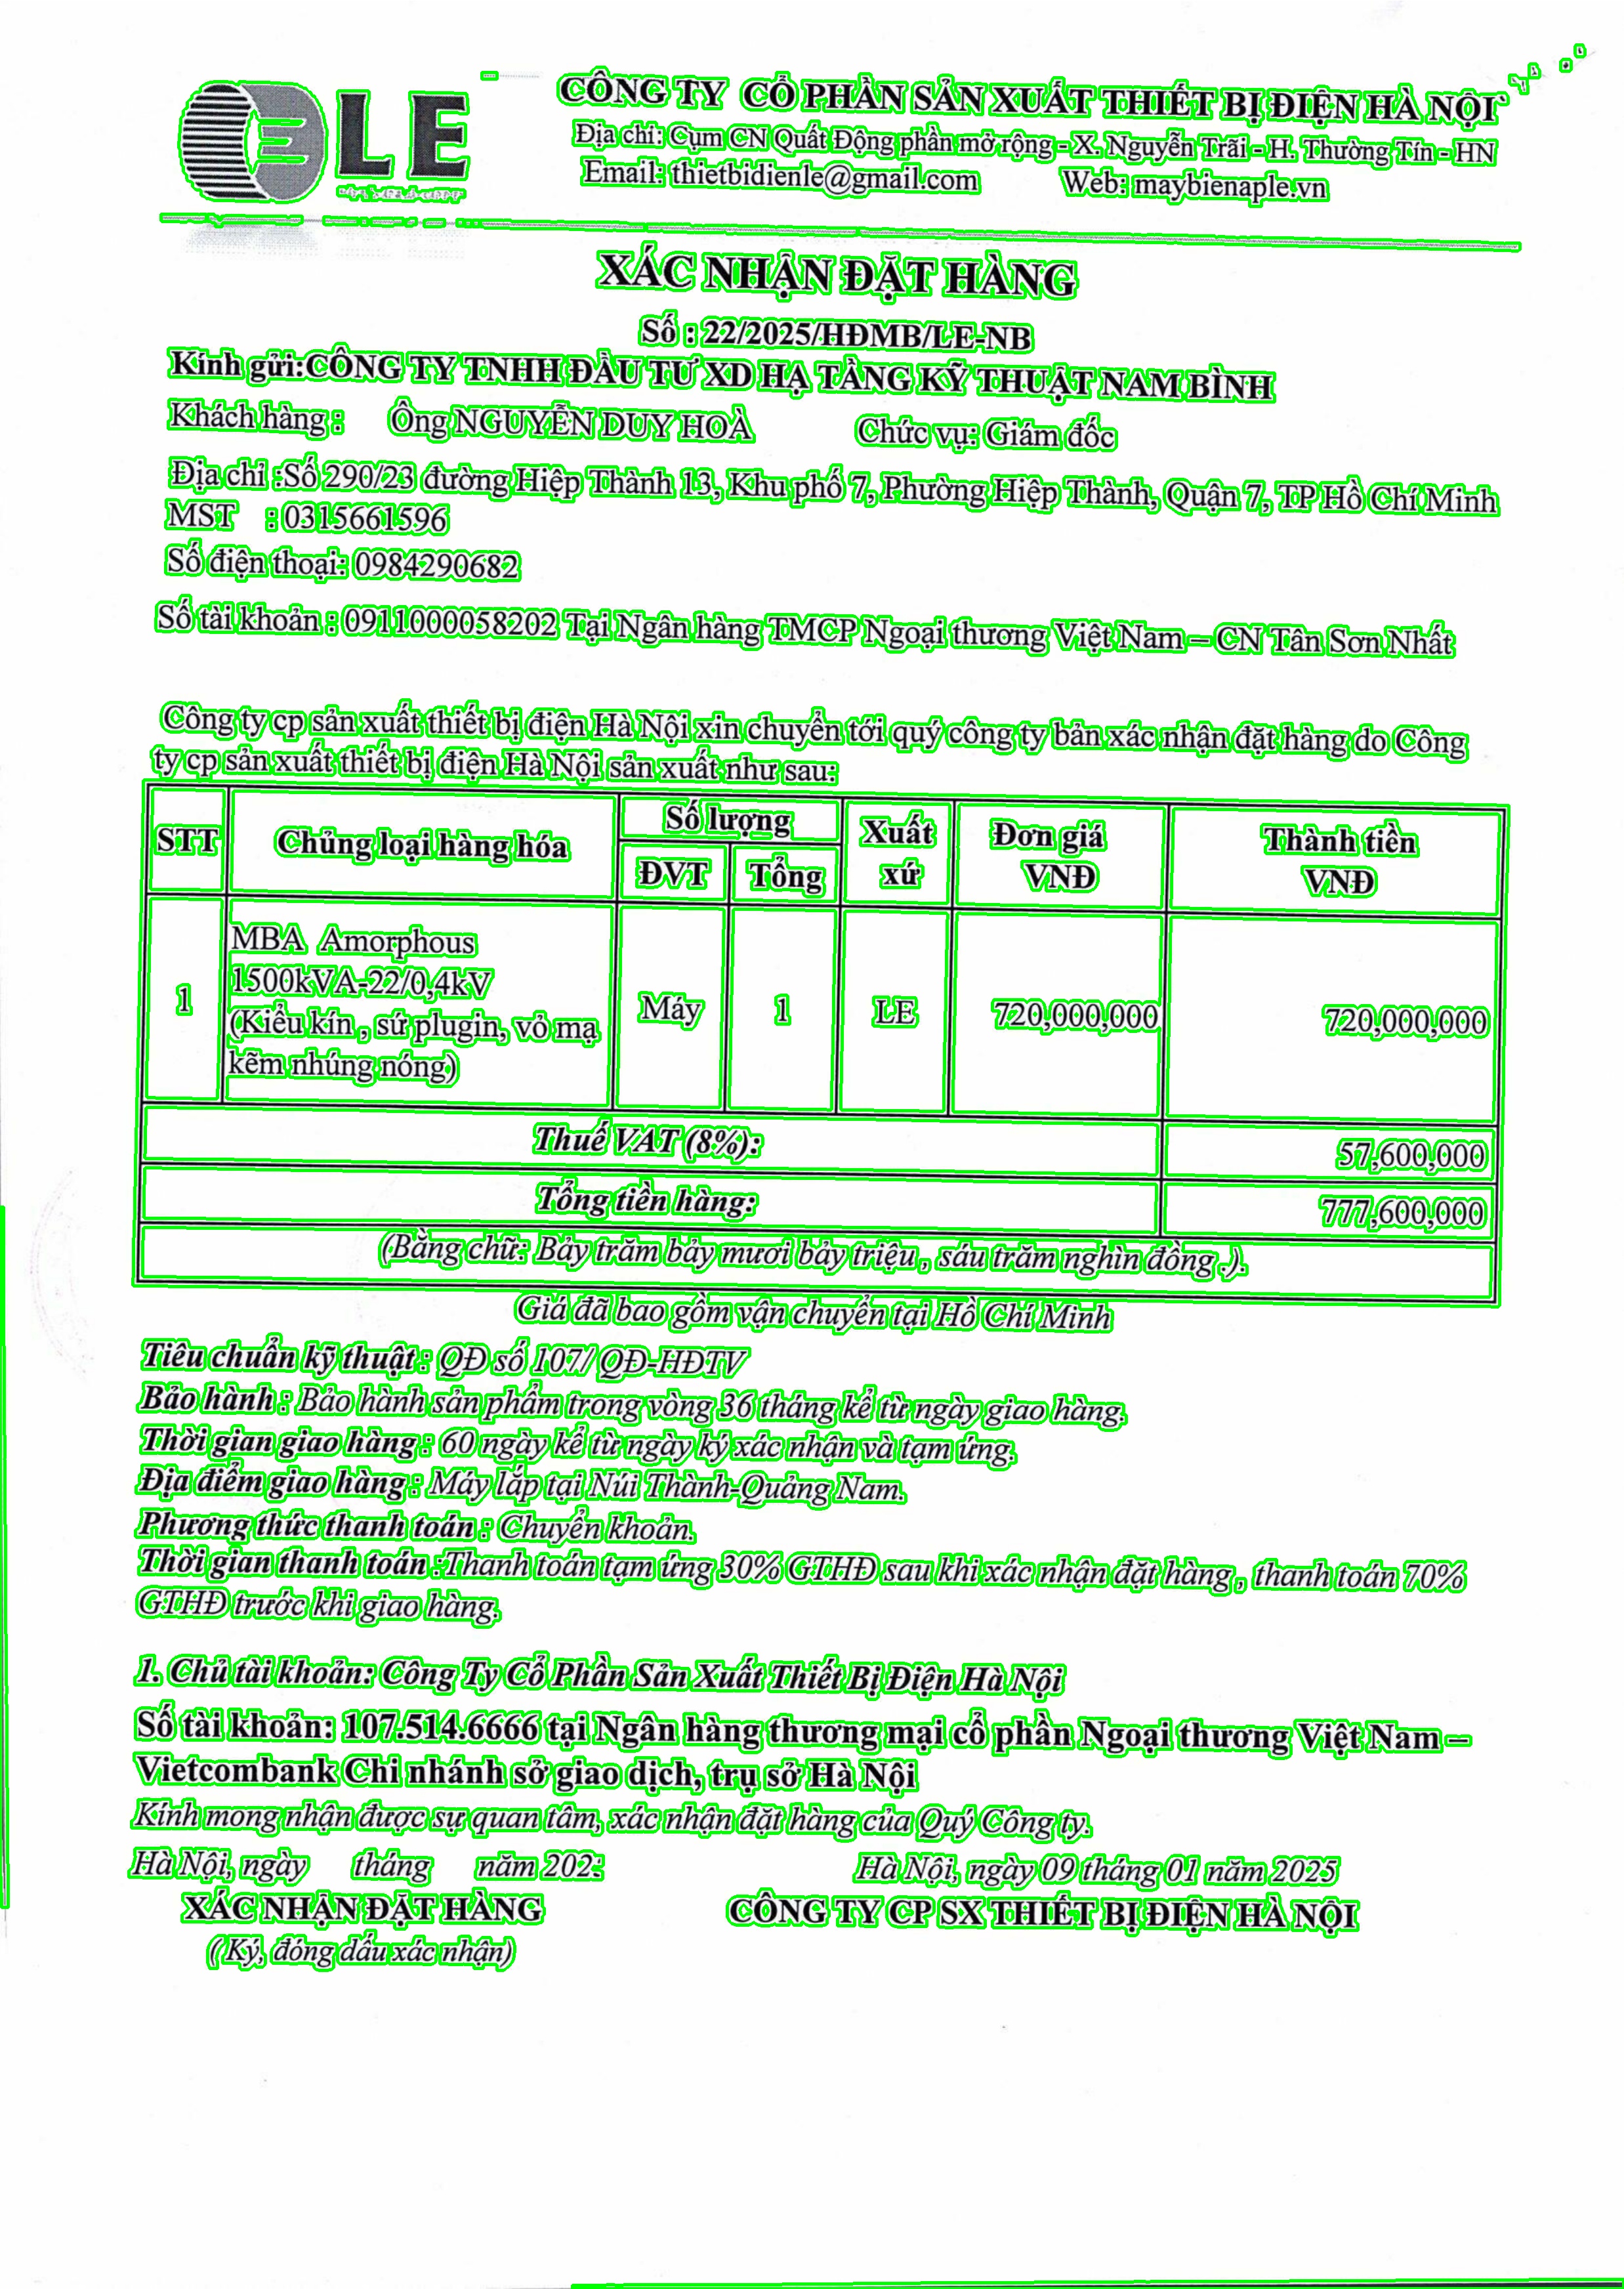 LE
CÔNG TY CỔ PHẦN SẢN XUẤT THIẾT BỊ ĐIỆN HÀ NỘI
Địa chỉ: Cụm CN Quất Động phần mở rộng - X. Nguyễn Trãi - H. Thường Tín - HN
Email: thietbidienle@gmail.com Web: maybienaple.vn
XÁC NHẬN ĐẶT HÀNG
Số : 22/2025/HĐMB/LE-NB
Kính gửi:CÔNG TY TNHH ĐẦU TƯ XD HẠ TẦNG KỸ THUẬT NAM BÌNH
Khách hàng : Ông NGUYỄN DUY HOÀ Chức vụ: Giám đốc
Địa chỉ :Số 290/23 đường Hiệp Thành 13, Khu phố 7, Phường Hiệp Thành, Quận 7, TP Hồ Chí Minh
MST : 0315661596
Số điện thoại: 0984290682
Số tài khoản : 0911000058202 Tại Ngân hàng TMCP Ngoại thương Việt Nam – CN Tân Sơn Nhất
Công ty cp sản xuất thiết bị điện Hà Nội xin chuyển tới quý công ty bản xác nhận đặt hàng do Công
ty cp sản xuất thiết bị điện Hà Nội sản xuất như sau:
STT Chủng loại hàng hóa Số lượng Xuất xứ Đơn giá VNĐ Thành tiền VNĐ
ĐVT Tổng
1 MBA Amorphous
1500kVA-22/0,4kV
(Kiểu kín , sứ plugin, vỏ mạ
kẽm nhúng nóng) Máy 1 LE 720,000,000 720,000,000
Thuế VAT (8%): 57,600,000
Tổng tiền hàng: 777,600,000
(Bằng chữ: Bảy trăm bảy mươi bảy triệu , sáu trăm nghìn đồng .).
Giá đã bao gồm vận chuyển tại Hồ Chí Minh
Tiêu chuẩn kỹ thuật : QĐ số 107/ QĐ-HĐTV
Bảo hành : Bảo hành sản phẩm trong vòng 36 tháng kể từ ngày giao hàng.
Thời gian giao hàng : 60 ngày kể từ ngày ký xác nhận và tạm ứng.
Địa điểm giao hàng : Máy lắp tại Núi Thành-Quảng Nam.
Phương thức thanh toán : Chuyển khoản.
Thời gian thanh toán :Thanh toán tạm ứng 30% GTHĐ sau khi xác nhận đặt hàng , thanh toán 70%
GTHĐ trước khi giao hàng.
1. Chủ tài khoản: Công Ty Cổ Phần Sản Xuất Thiết Bị Điện Hà Nội
Số tài khoản: 107.514.6666 tại Ngân hàng thương mại cổ phần Ngoại thương Việt Nam –
Vietcombank Chi nhánh sở giao dịch, trụ sở Hà Nội
Kính mong nhận được sự quan tâm, xác nhận đặt hàng của Quý Công ty.
Hà Nội, ngày tháng năm 202 Hà Nội, ngày 09 tháng 01 năm 2025
XÁC NHẬN ĐẶT HÀNG CÔNG TY CP SX THIẾT BỊ ĐIỆN HÀ NỘI
( Ký, đóng dấu xác nhận)